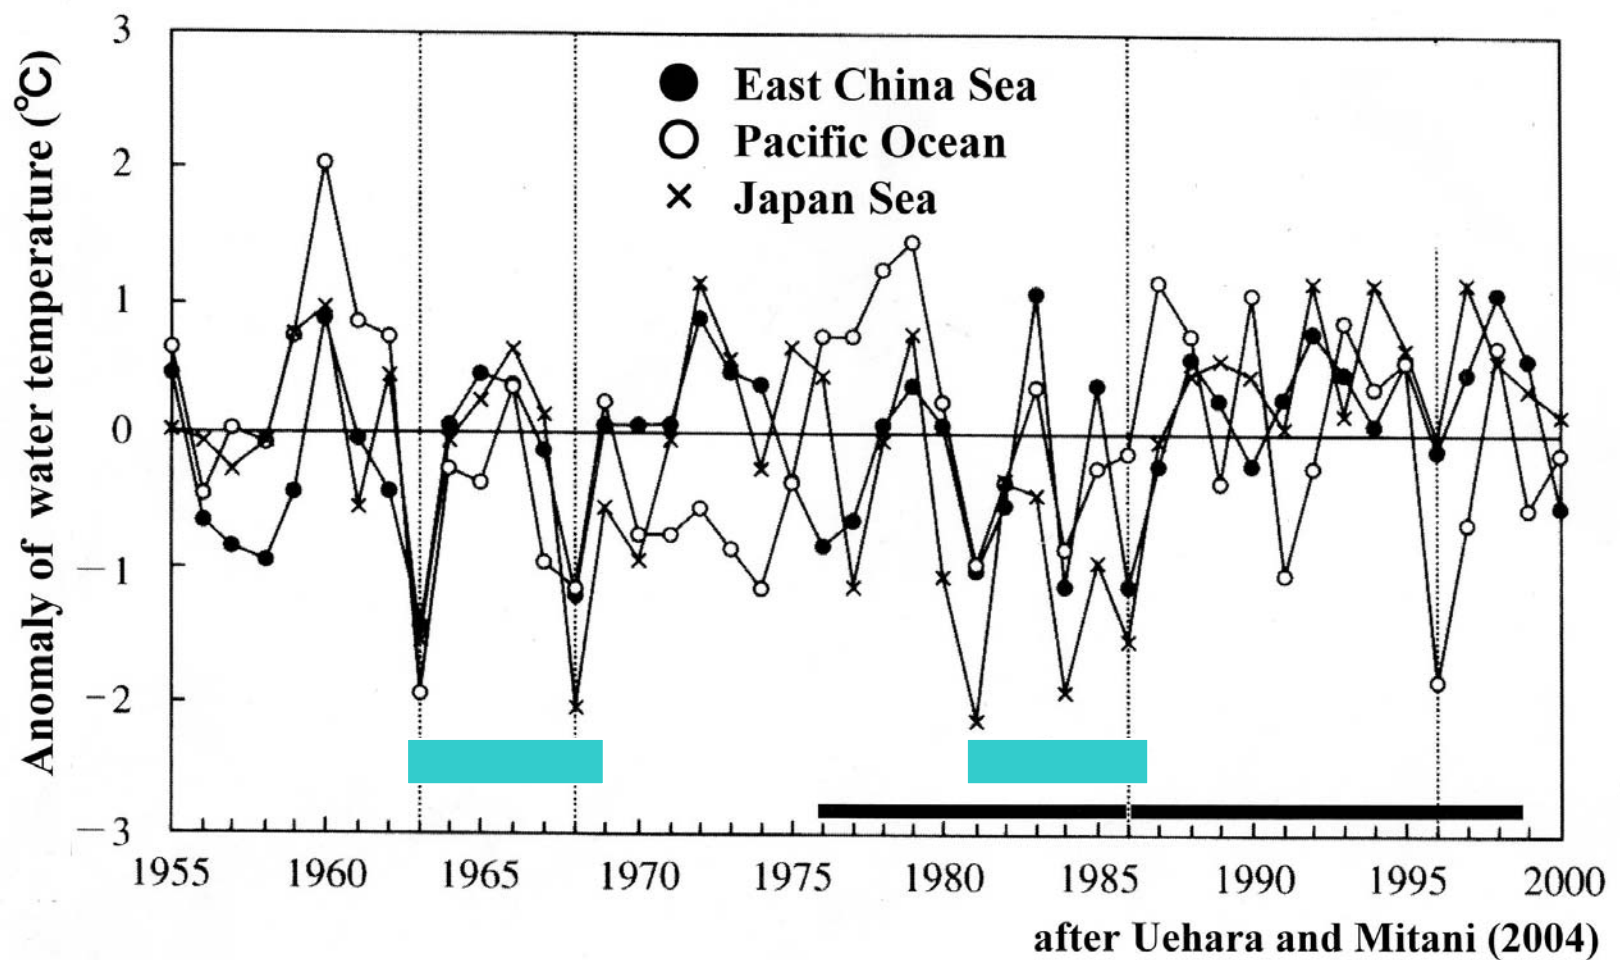 Anomaly of water temperature (℃)
3
2
1
0
－1
－2
－3
East China Sea
Pacific Ocean
Japan Sea
1955 1960 1965 1970 1975 1980 1985 1990 1995 2000
after Uehara and Mitani (2004)